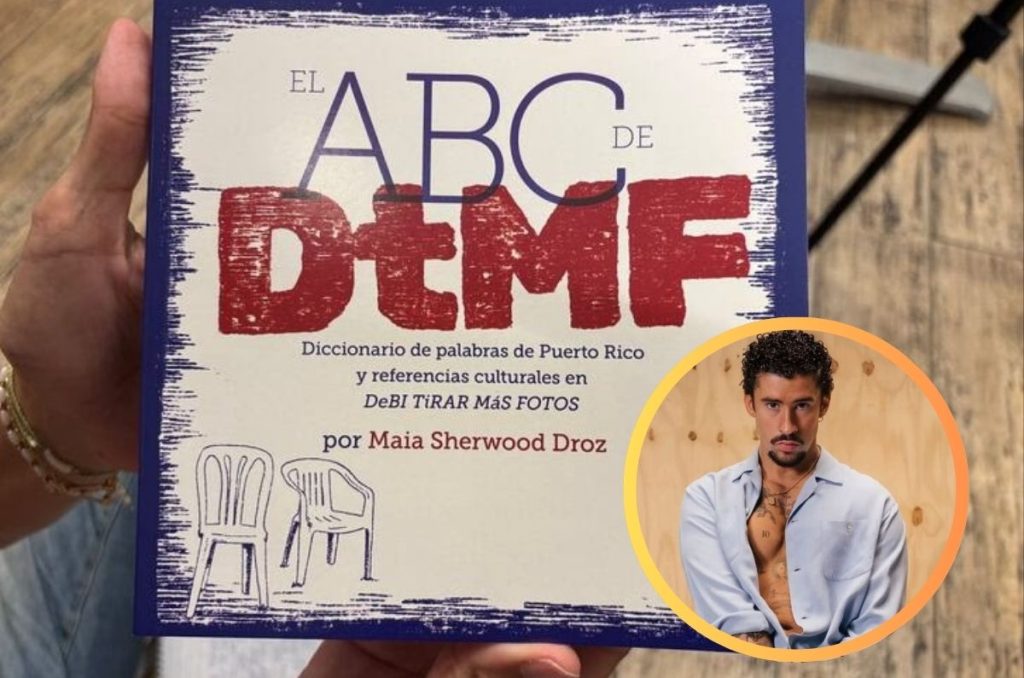 EL
ABC
DE
DtMF
Diccionario de palabras de Puerto Rico
y referencias culturales en
DeBI TiRAR MáS FOTOS
por Maia Sherwood Droz
10